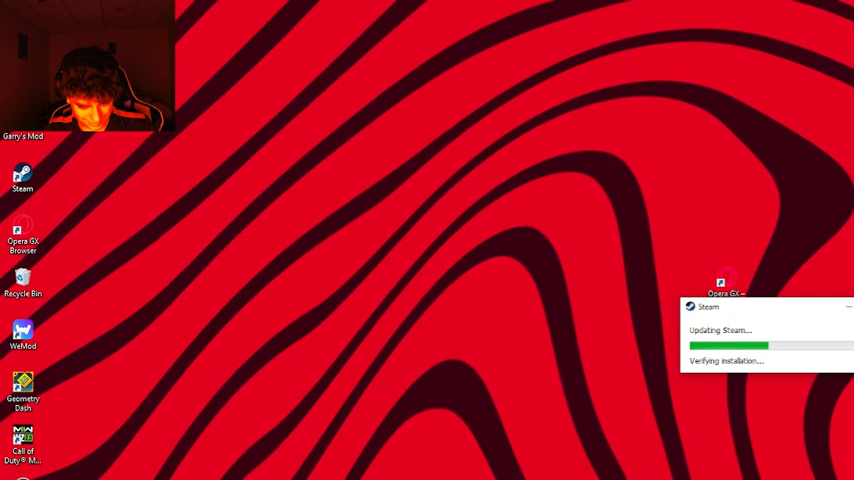 Garry's Mod
Steam
Opera GX
Browser
Recycle Bin
WeMod
Geometry
Dash
Call of
Duty® M...
Opera GX –
Steam
Updating Steam...
Verifying installation...